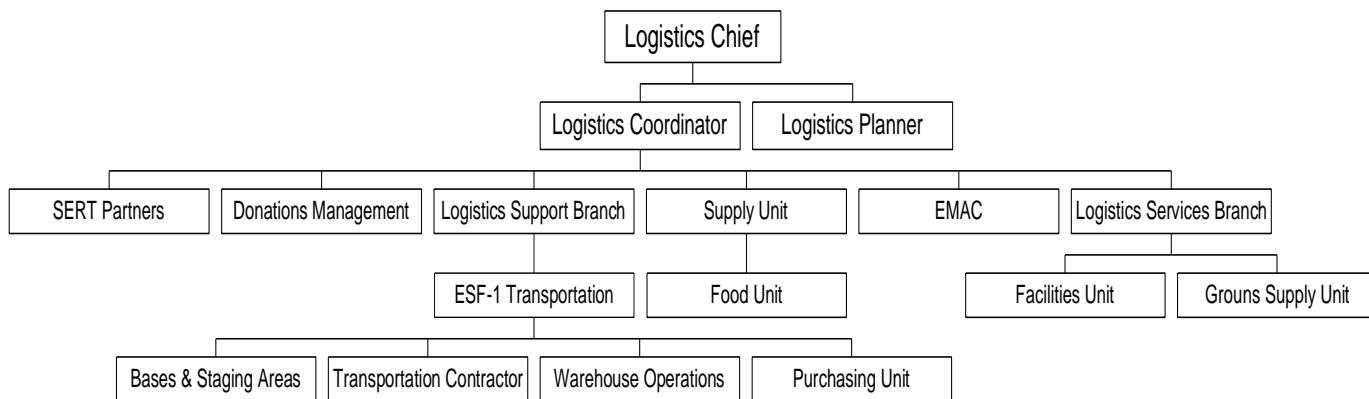 Logistics Chief
Logistics Coordinator
Logistics Planner
SERT Partners
Donations Management
Logistics Support Branch
Supply Unit
EMAC
Logistics Services Branch
ESF-1 Transportation
Food Unit
Facilities Unit
Grouns Supply Unit
Bases & Staging Areas
Transportation Contractor
Warehouse Operations
Purchasing Unit